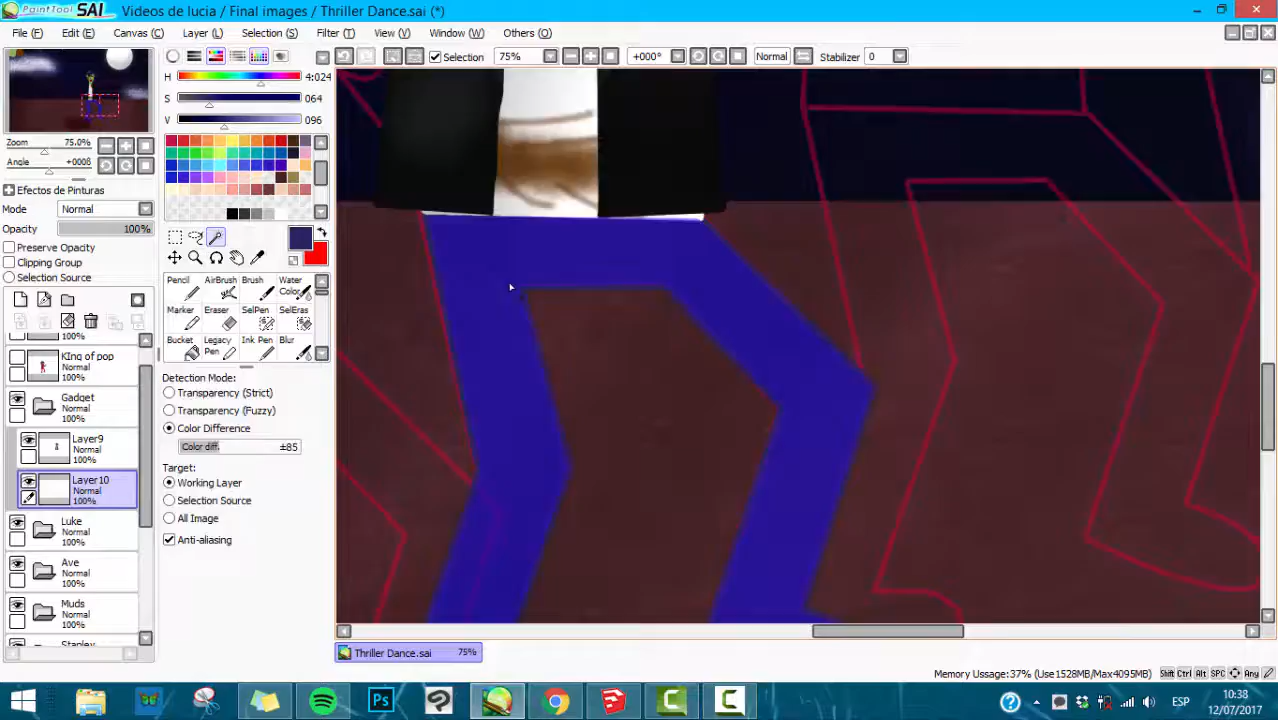 PaintTool SAI Videos de lucia / Final images / Thriller Dance.sai (*)
File (F) Edit (E) Canvas (C) Layer (L) Selection (S) Filter (T) View (V) Window (W) Others (O)
Selection 75% +000° Normal Stabilizer 0
H 4:024
S 064
V 096
Zoom 75.0%
Angle +000ß
Efectos de Pinturas
Mode Normal
Opacity 100%
Preserve Opacity
Clipping Group
Selection Source
100%
KIng of pop
Normal
100%
Gadget
Normal
100%
Layer9
Normal
100%
Layer10
Normal
100%
Luke
Normal
100%
Ave
Normal
100%
Muds
Normal
100%
Stanley
Pencil AirBrush Brush Water Color
Marker Eraser SelPen SelEras
Bucket Legacy Pen Ink Pen Blur
Detection Mode:
Transparency (Strict)
Transparency (Fuzzy)
Color Difference
Color diff. ±85
Target:
Working Layer
Selection Source
All Image
Anti-aliasing
Thriller Dance.sai 75%
Memory Usage:37% (Use1528MB/Max4095MB) Shift Ctrl Alt SPC Any
Ps
ESP
10:38
12/07/2017